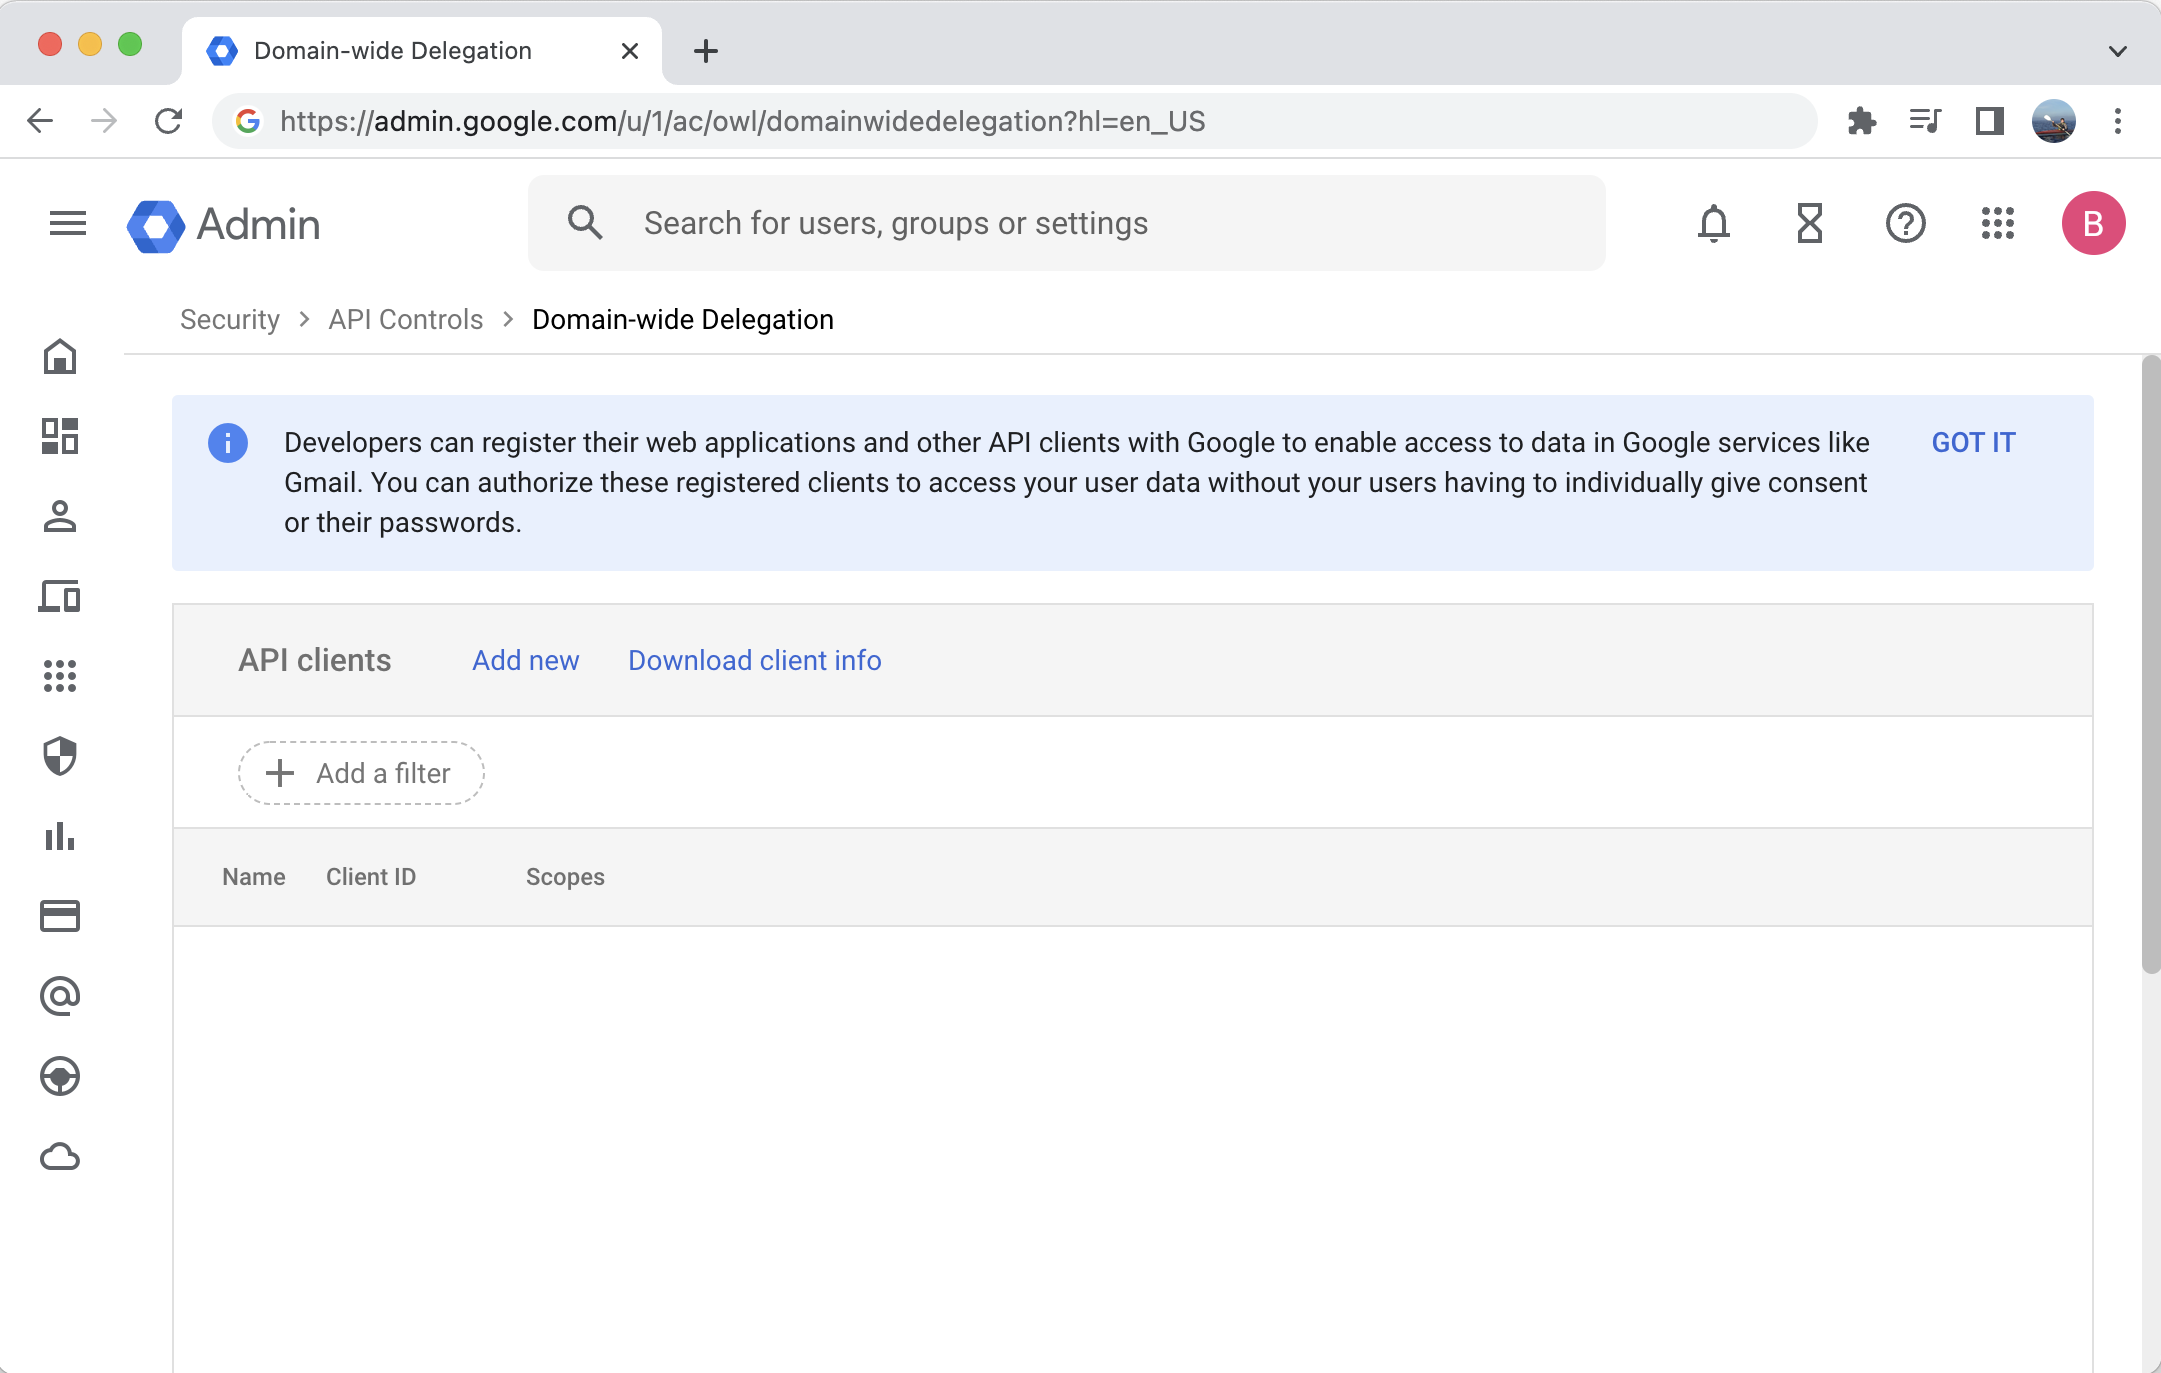 Domain-wide Delegation
https://admin.google.com/u/1/ac/owl/domainwidedelegation?hl=en_US
Admin
Search for users, groups or settings
B
Security > API Controls > Domain-wide Delegation
Developers can register their web applications and other API clients with Google to enable access to data in Google services like
Gmail. You can authorize these registered clients to access your user data without your users having to individually give consent
or their passwords.
GOT IT
API clients Add new Download client info
Add a filter
Name Client ID Scopes